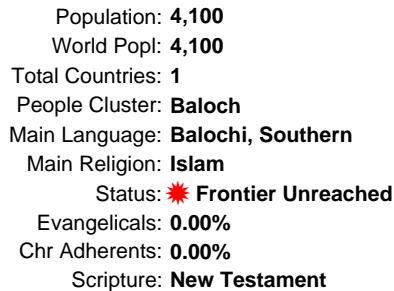 Population: 4,100
World Popl: 4,100
Total Countries: 1
People Cluster: Baloch
Main Language: Balochi, Southern
Main Religion: Islam
Status: Frontier Unreached
Evangelicals: 0.00%
Chr Adherents: 0.00%
Scripture: New Testament